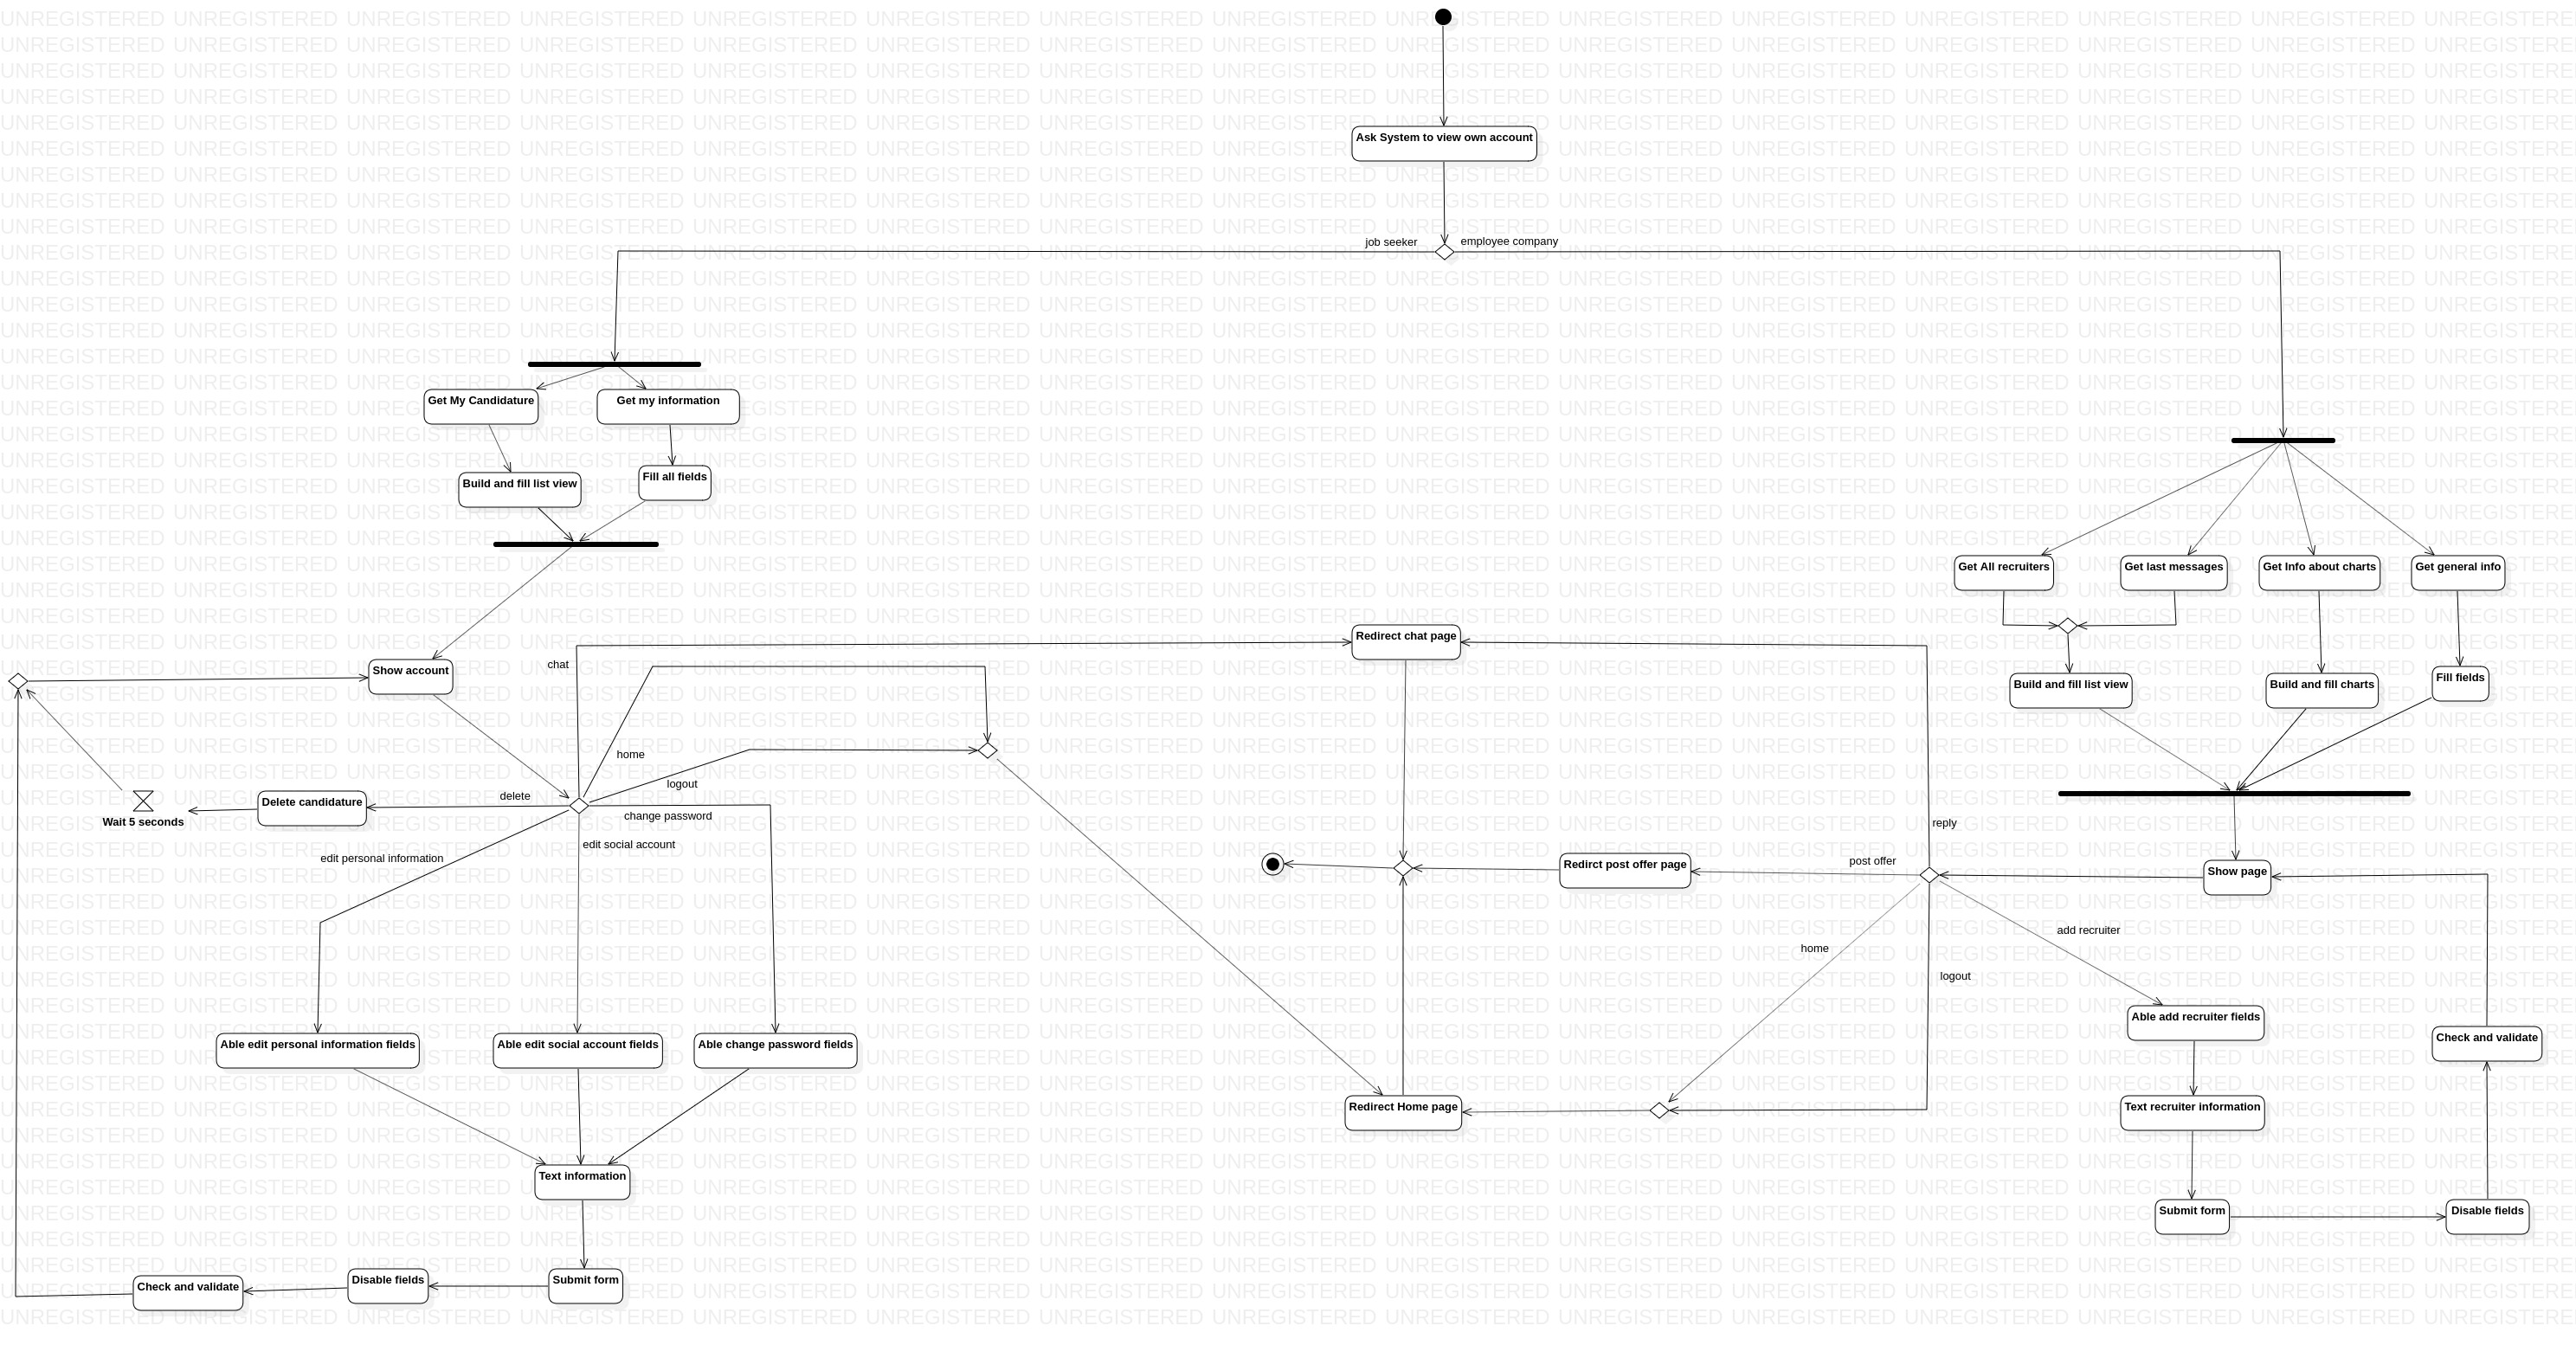 Ask System to view own account
job seeker
employee company
Get My Candidature
Get my information
Build and fill list view
Fill all fields
Get All recruiters
Get last messages
Get Info about charts
Get general info
Redirect chat page
chat
Show account
Build and fill list view
Build and fill charts
Fill fields
home
logout
delete
Delete candidature
Wait 5 seconds
change password
reply
edit social account
edit personal information
post offer
Redirct post offer page
Show page
add recruiter
home
logout
Able add recruiter fields
Check and validate
Able edit personal information fields
Able edit social account fields
Able change password fields
Redirect Home page
Text recruiter information
Text information
Submit form
Disable fields
Check and validate
Disable fields
Submit form
UNREGISTERED